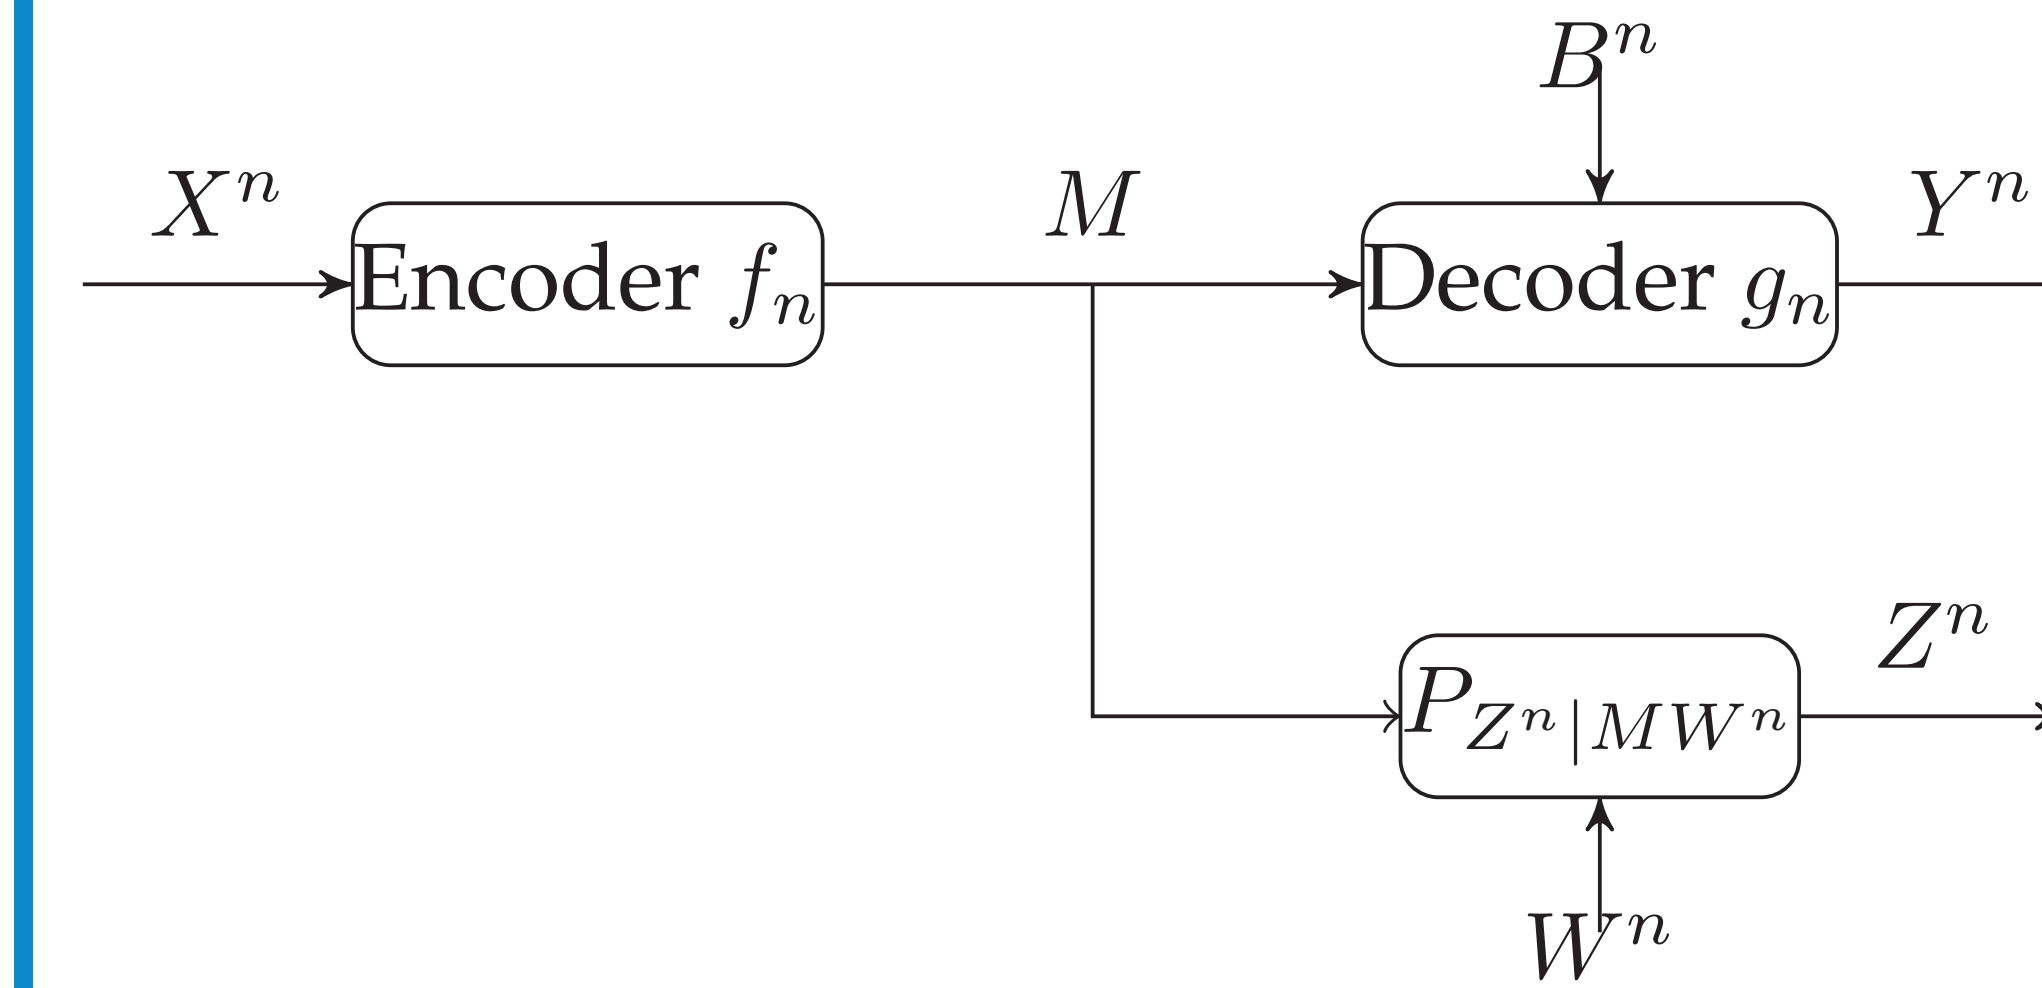 B^n
X^n
M
Y^n
Encoder f_n
Decoder g_n
Z^n
P_{Z^n|MW^n}
W^n